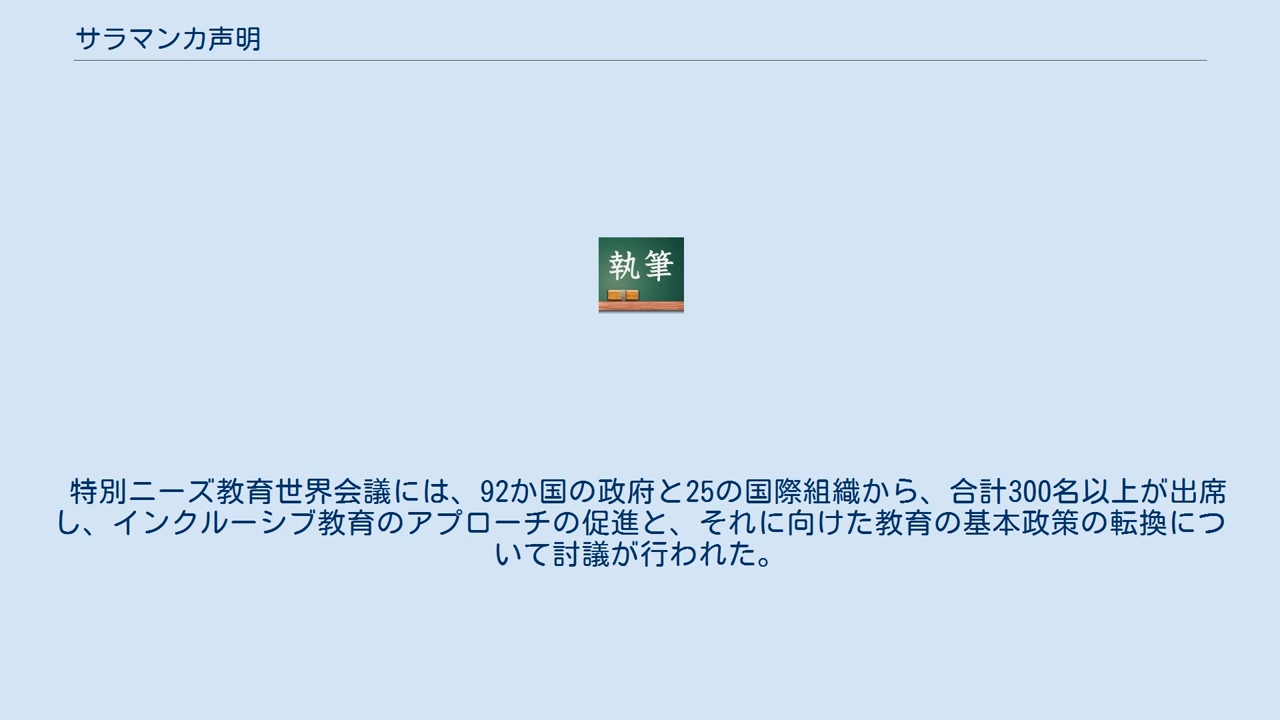 サラマンカ声明
執筆
特別ニーズ教育世界会議には、92か国の政府と25の国際組織から、合計300名以上が出席
し、インクルーシブ教育のアプローチの促進と、それに向けた教育の基本政策の転換につ
いて討議が行われた。